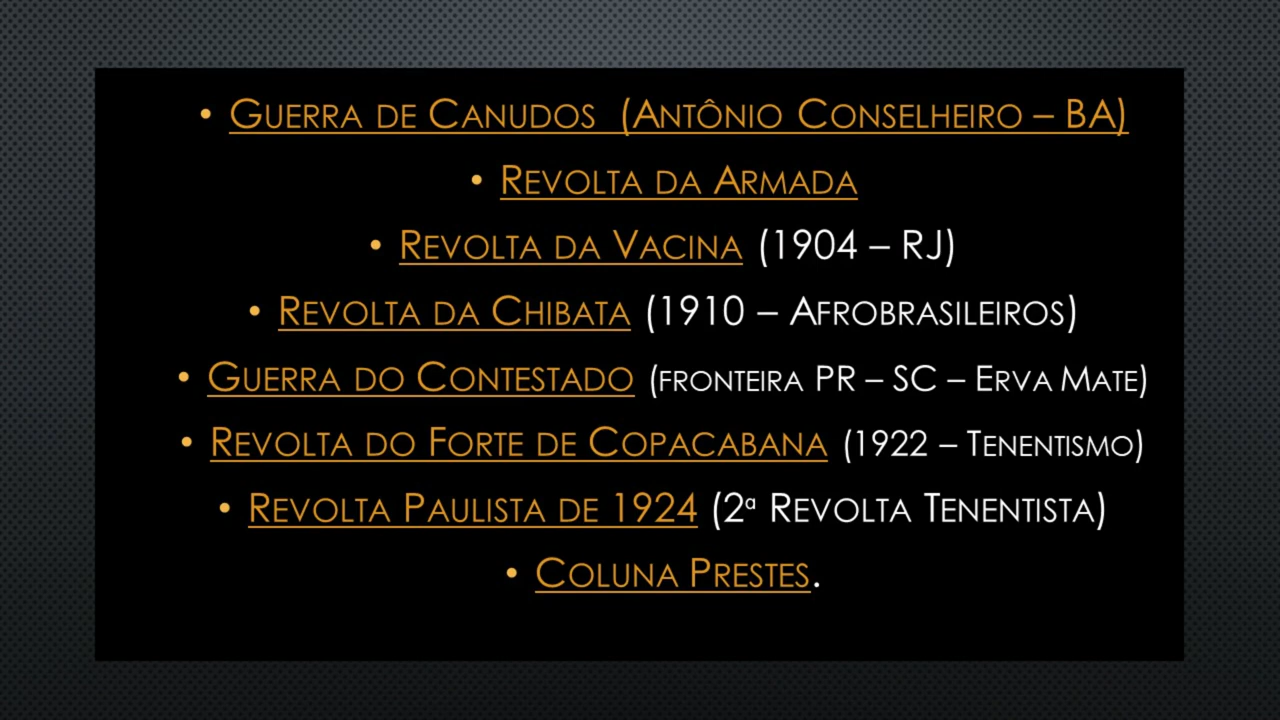 • Guerra de Canudos (Antônio Conselheiro – BA)
• Revolta da Armada
• Revolta da Vacina (1904 – RJ)
• Revolta da Chibata (1910 – Afrobrasileiros)
• Guerra do Contestado (fronteira PR – SC – Erva Mate)
• Revolta do Forte de Copacabana (1922 – Tenentismo)
• Revolta Paulista de 1924 (2ª Revolta Tenentista)
• Coluna Prestes.